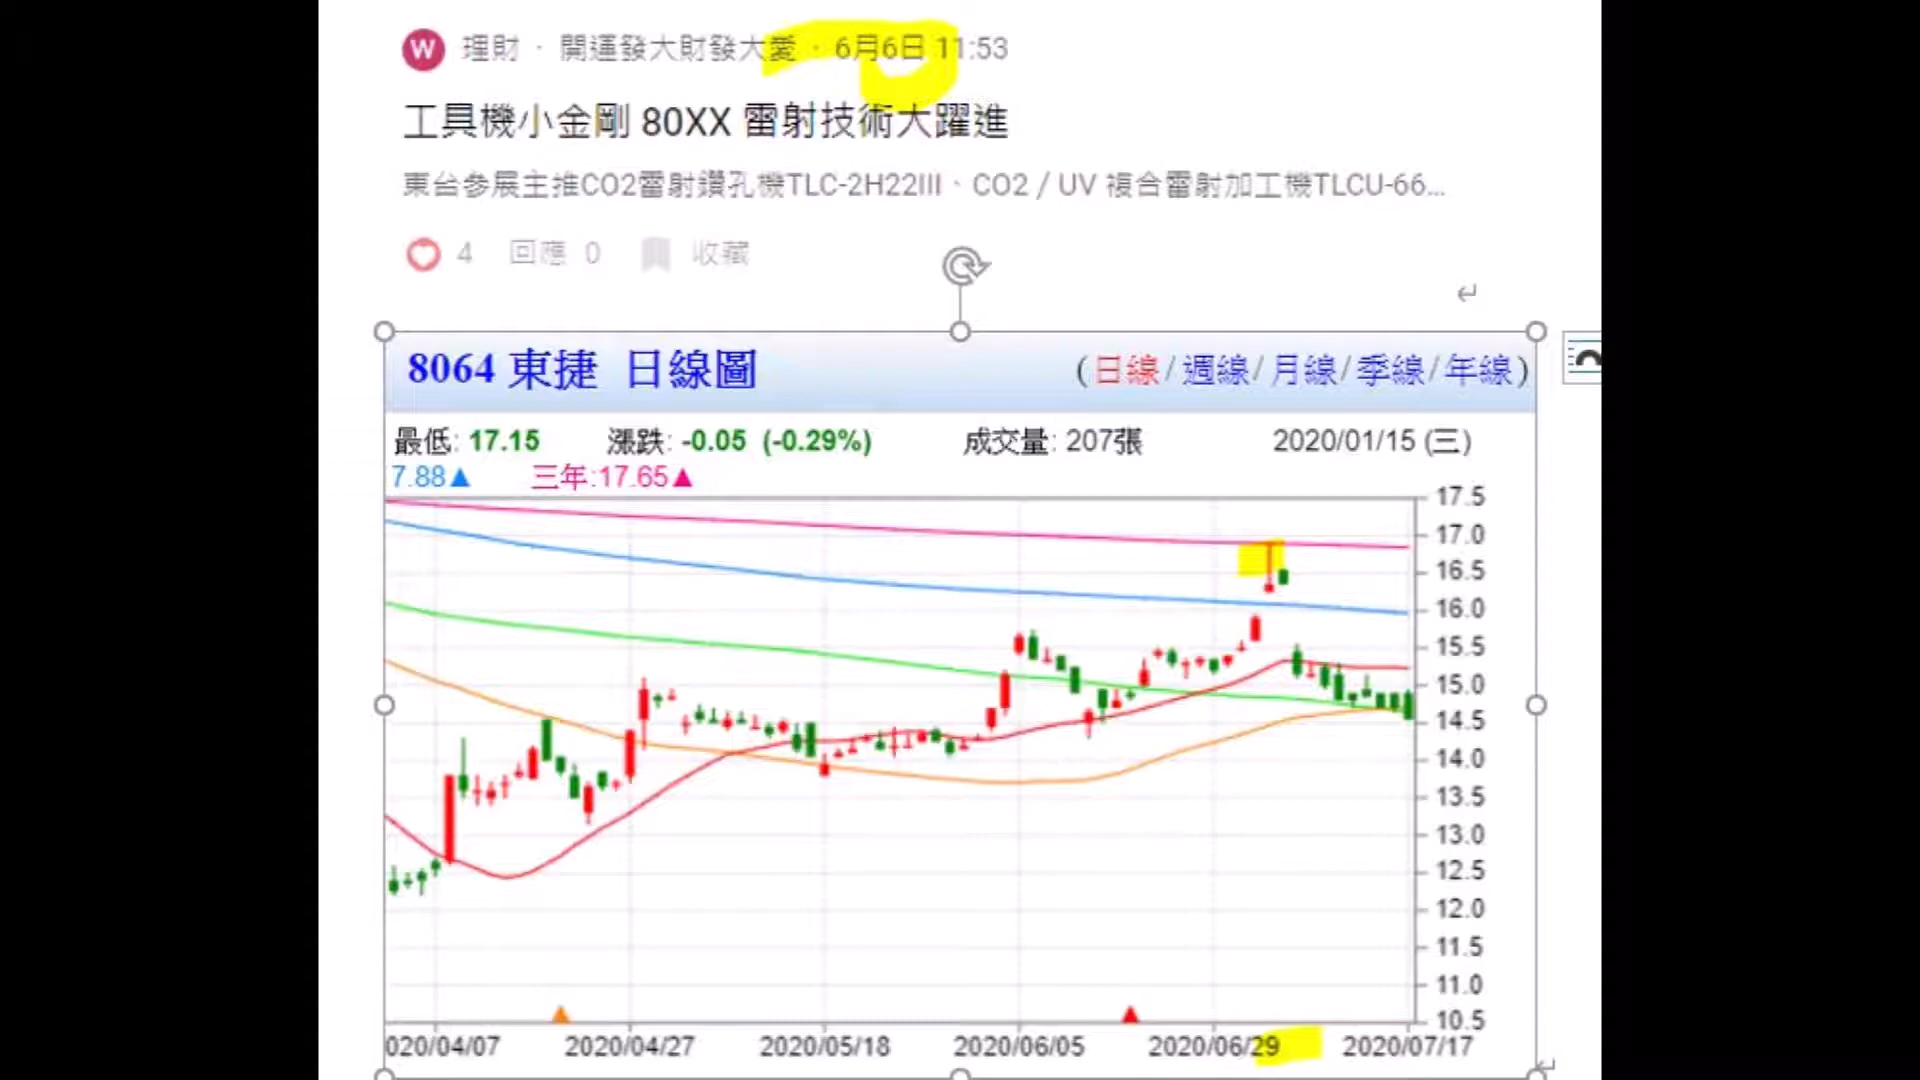 W 理財 · 開運發大財發大愛 · 6月6日 11:53
工具機小金剛 80XX 雷射技術大躍進
東台參展主推CO2雷射鑽孔機TLC-2H22III、CO2 / UV 複合雷射加工機TLCU-66...
4 回應 0 收藏
8064 東捷 日線圖 (日線/週線/月線/季線/年線)
最低: 17.15 漲跌: -0.05 (-0.29%) 成交量: 207張 2020/01/15 (三)
7.88▲ 三年:17.65▲
17.5
17.0
16.5
16.0
15.5
15.0
14.5
14.0
13.5
13.0
12.5
12.0
11.5
11.0
10.5
020/04/07 2020/04/27 2020/05/18 2020/06/05 2020/06/29 2020/07/17